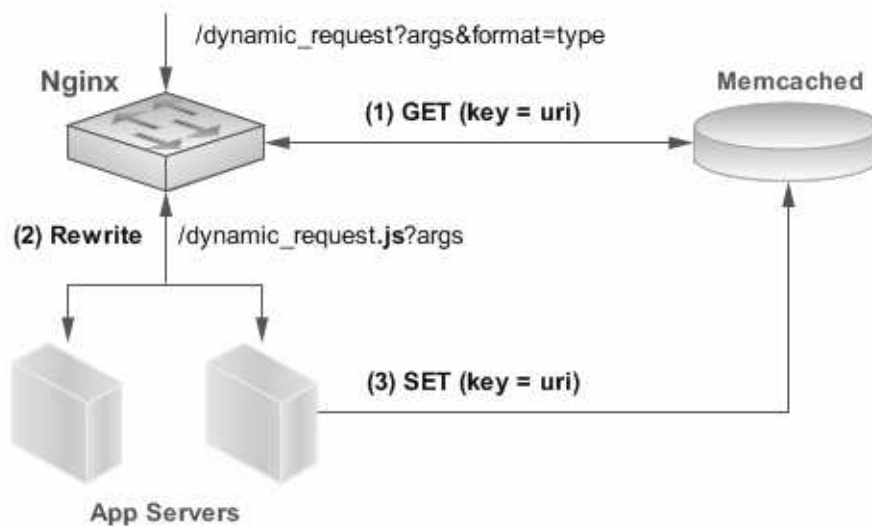 /dynamic_request?args&format=type
Nginx
Memcached
(1) GET (key = uri)
(2) Rewrite /dynamic_request.js?args
(3) SET (key = uri)
App Servers